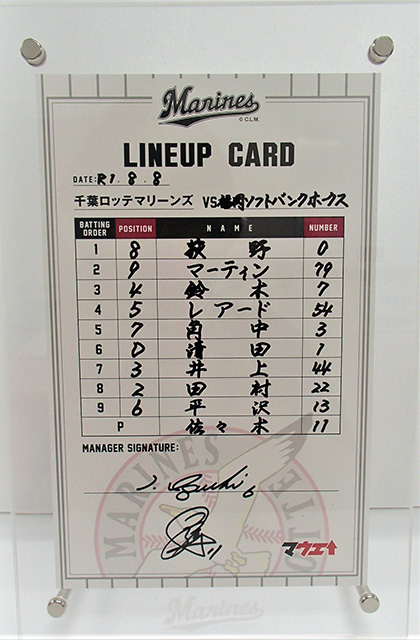 Marines
© C.L.M.
LINEUP CARD
DATE: R1.8.8
千葉ロッテマリーンズ VS 福岡ソフトバンクホークス
BATTING ORDER POSITION NAME NUMBER
1 8 荻野 0
2 9 マーティン 79
3 4 鈴木 7
4 5 レアード 54
5 7 角中 3
6 D 清田 1
7 3 井上 44
8 2 田村 22
9 6 平沢 13
P 佐々木 11
MANAGER SIGNATURE:
MARINES
マウエ
Marines